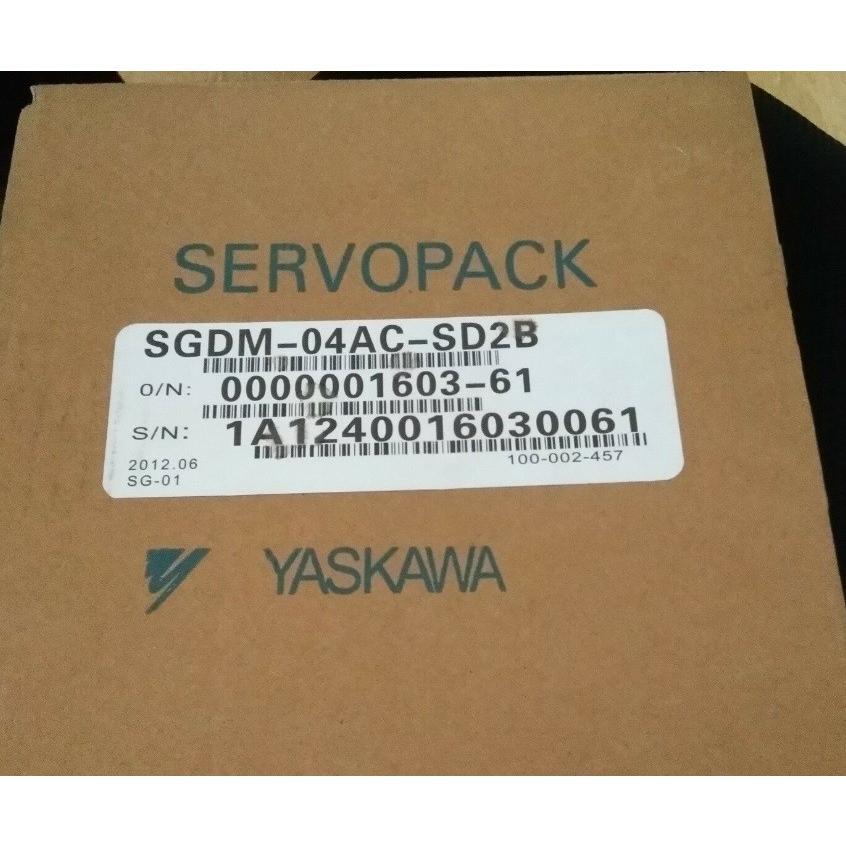 SERVOPACK
SGDM-04AC-SD2B
O/N: 0000001603-61
S/N: 1A1240016030061
2012.06 100-002-457
SG-01
YASKAWA